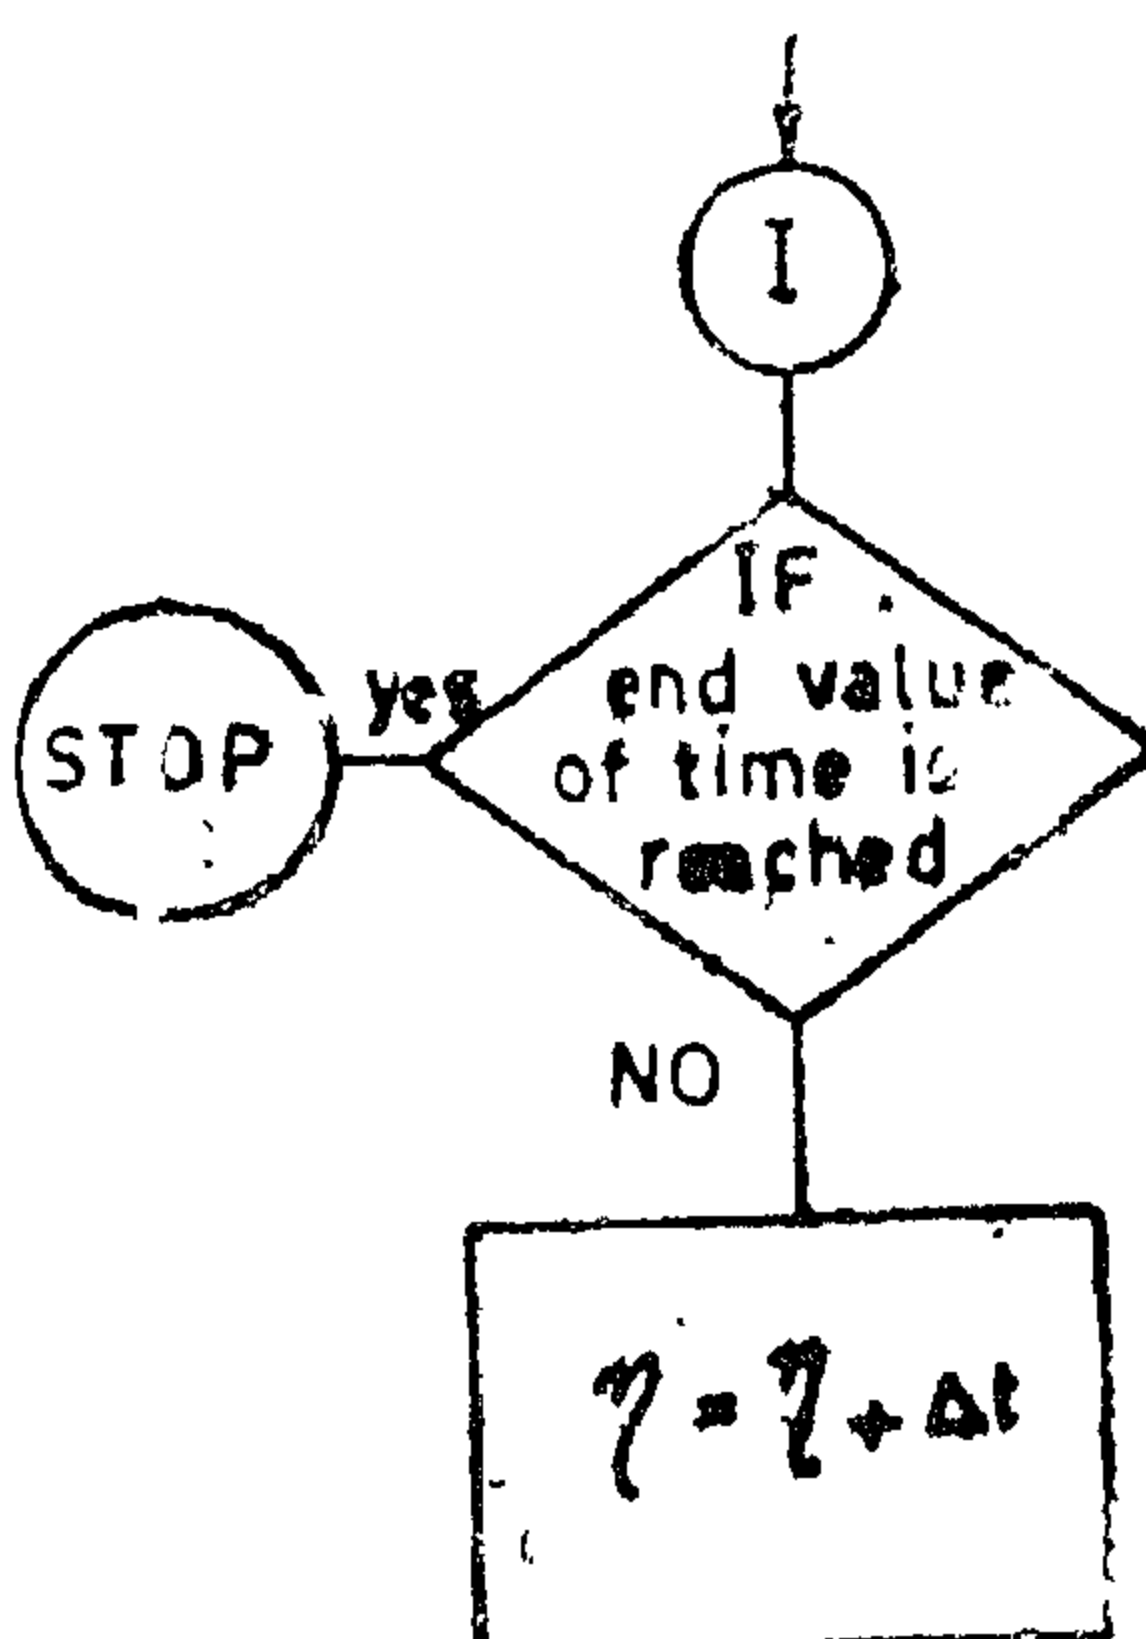 I
IF
end value
of time is
reached
yes
STOP
NO
η = η + Δt